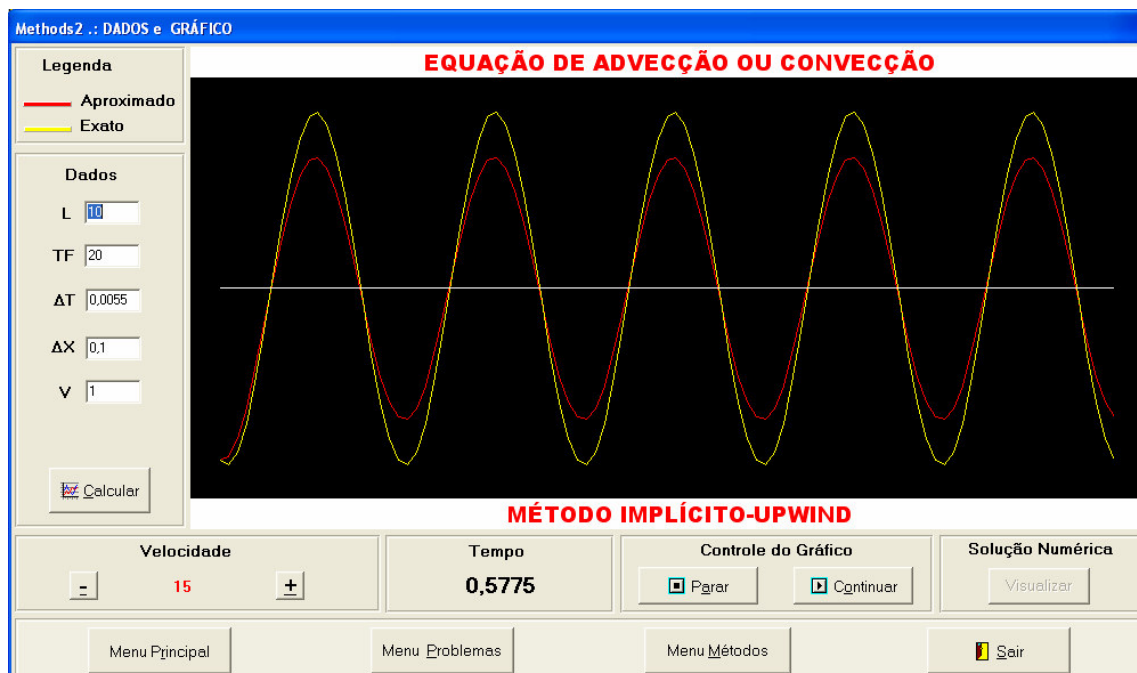 Methods2 .: DADOS e GRÁFICO
Legenda
Aproximado
Exato
EQUAÇÃO DE ADVECÇÃO OU CONVECÇÃO
Dados
L 10
TF 20
ΔT 0,0055
ΔX 0,1
V 1
Calcular
MÉTODO IMPLÍCITO-UPWIND
Velocidade
- 15 +
Tempo
0,5775
Controle do Gráfico
Parar Continuar
Solução Numérica
Visualizar
Menu Principal Menu Problemas Menu Métodos Sair